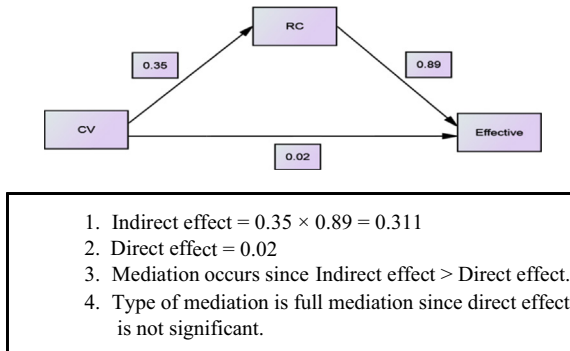 RC
0.35
0.89
CV
Effective
0.02
1. Indirect effect = 0.35 × 0.89 = 0.311
2. Direct effect = 0.02
3. Mediation occurs since Indirect effect > Direct effect.
4. Type of mediation is full mediation since direct effect
is not significant.